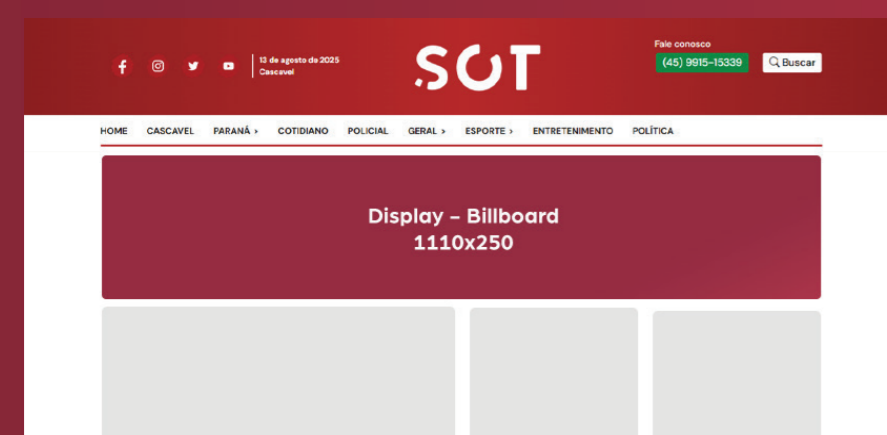 13 de agosto de 2025
Cascavel
SOT
Fale conosco
(45) 9915-15339
Buscar
HOME CASCAVEL PARANÁ > COTIDIANO POLICIAL GERAL > ESPORTE > ENTRETENIMENTO POLÍTICA
Display - Billboard
1110x250